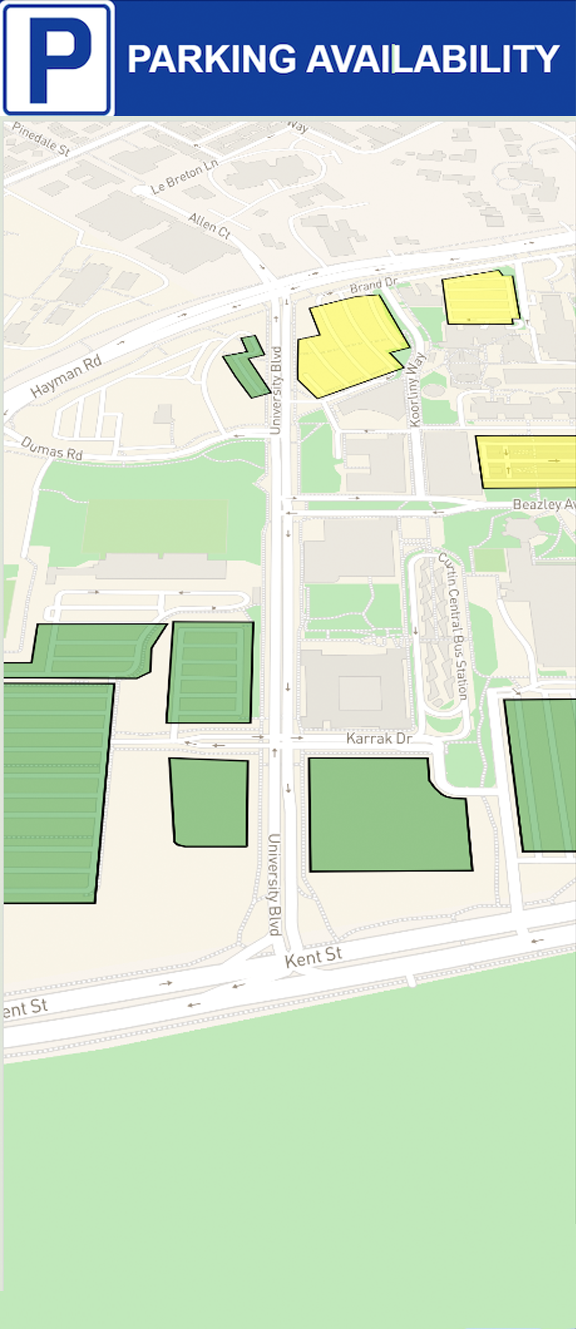 P
PARKING AVAILABILITY
Pinedale St
Way
Le Breton Ln
Allen Ct
Brand Dr
Hayman Rd
University Blvd
Koorliny Way
Dumas Rd
Beazley Av
Curtin Central Bus Station
Karrak Dr
University Blvd
Kent St
ent St